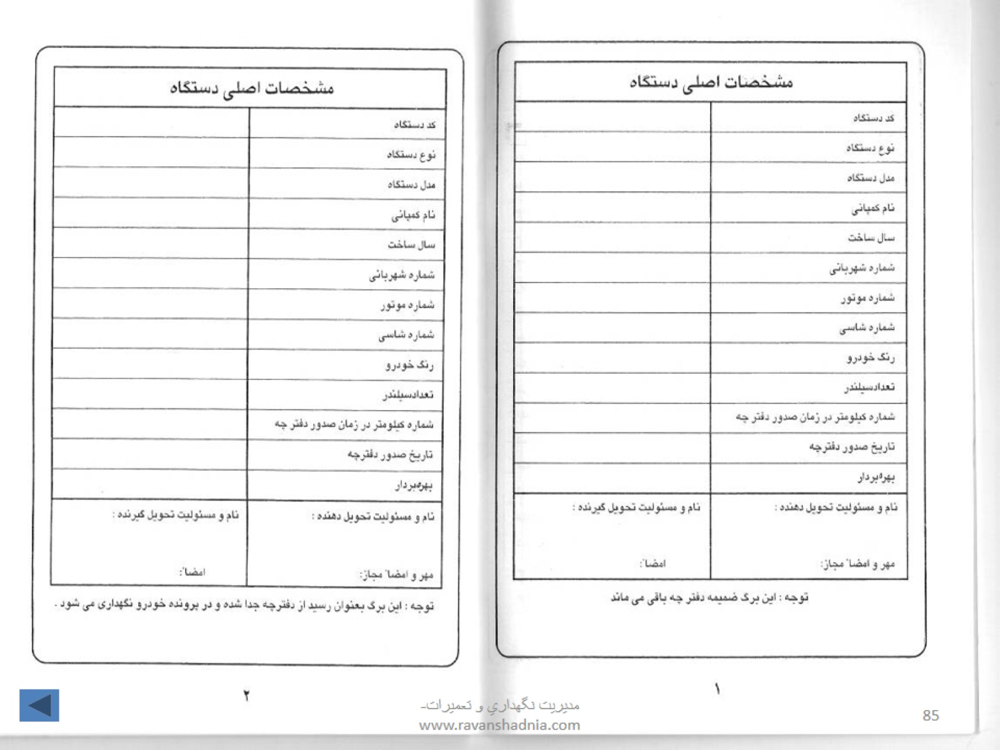 مشخصات اصلی دستگاه
کد دستگاه
نوع دستگاه
مدل دستگاه
نام کمپانی
سال ساخت
شماره شهربانی
شماره موتور
شماره شاسی
رنگ خودرو
تعدادسیلندر
شماره کیلومتر در زمان صدور دفتر چه
تاریخ صدور دفترچه
بهره‌بردار
نام و مسئولیت تحویل دهنده :
نام و مسئولیت تحویل گیرنده :
مهر و امضاء مجاز:
امضاء:
توجه : این برگ ضمیمه دفتر چه باقی می ماند
۱
مشخصات اصلی دستگاه
کد دستگاه
نوع دستگاه
مدل دستگاه
نام کمپانی
سال ساخت
شماره شهربانی
شماره موتور
شماره شاسی
رنگ خودرو
تعدادسیلندر
شماره کیلومتر در زمان صدور دفتر چه
تاریخ صدور دفترچه
بهره‌بردار
نام و مسئولیت تحویل دهنده :
نام و مسئولیت تحویل گیرنده :
مهر و امضاء مجاز:
امضاء:
توجه : این برگ بعنوان رسید از دفترچه جدا شده و در پرونده خودرو نگهداری می شود .
۲
مدیریت نگهداري و تعمیرات-
www.ravanshadnia.com
85